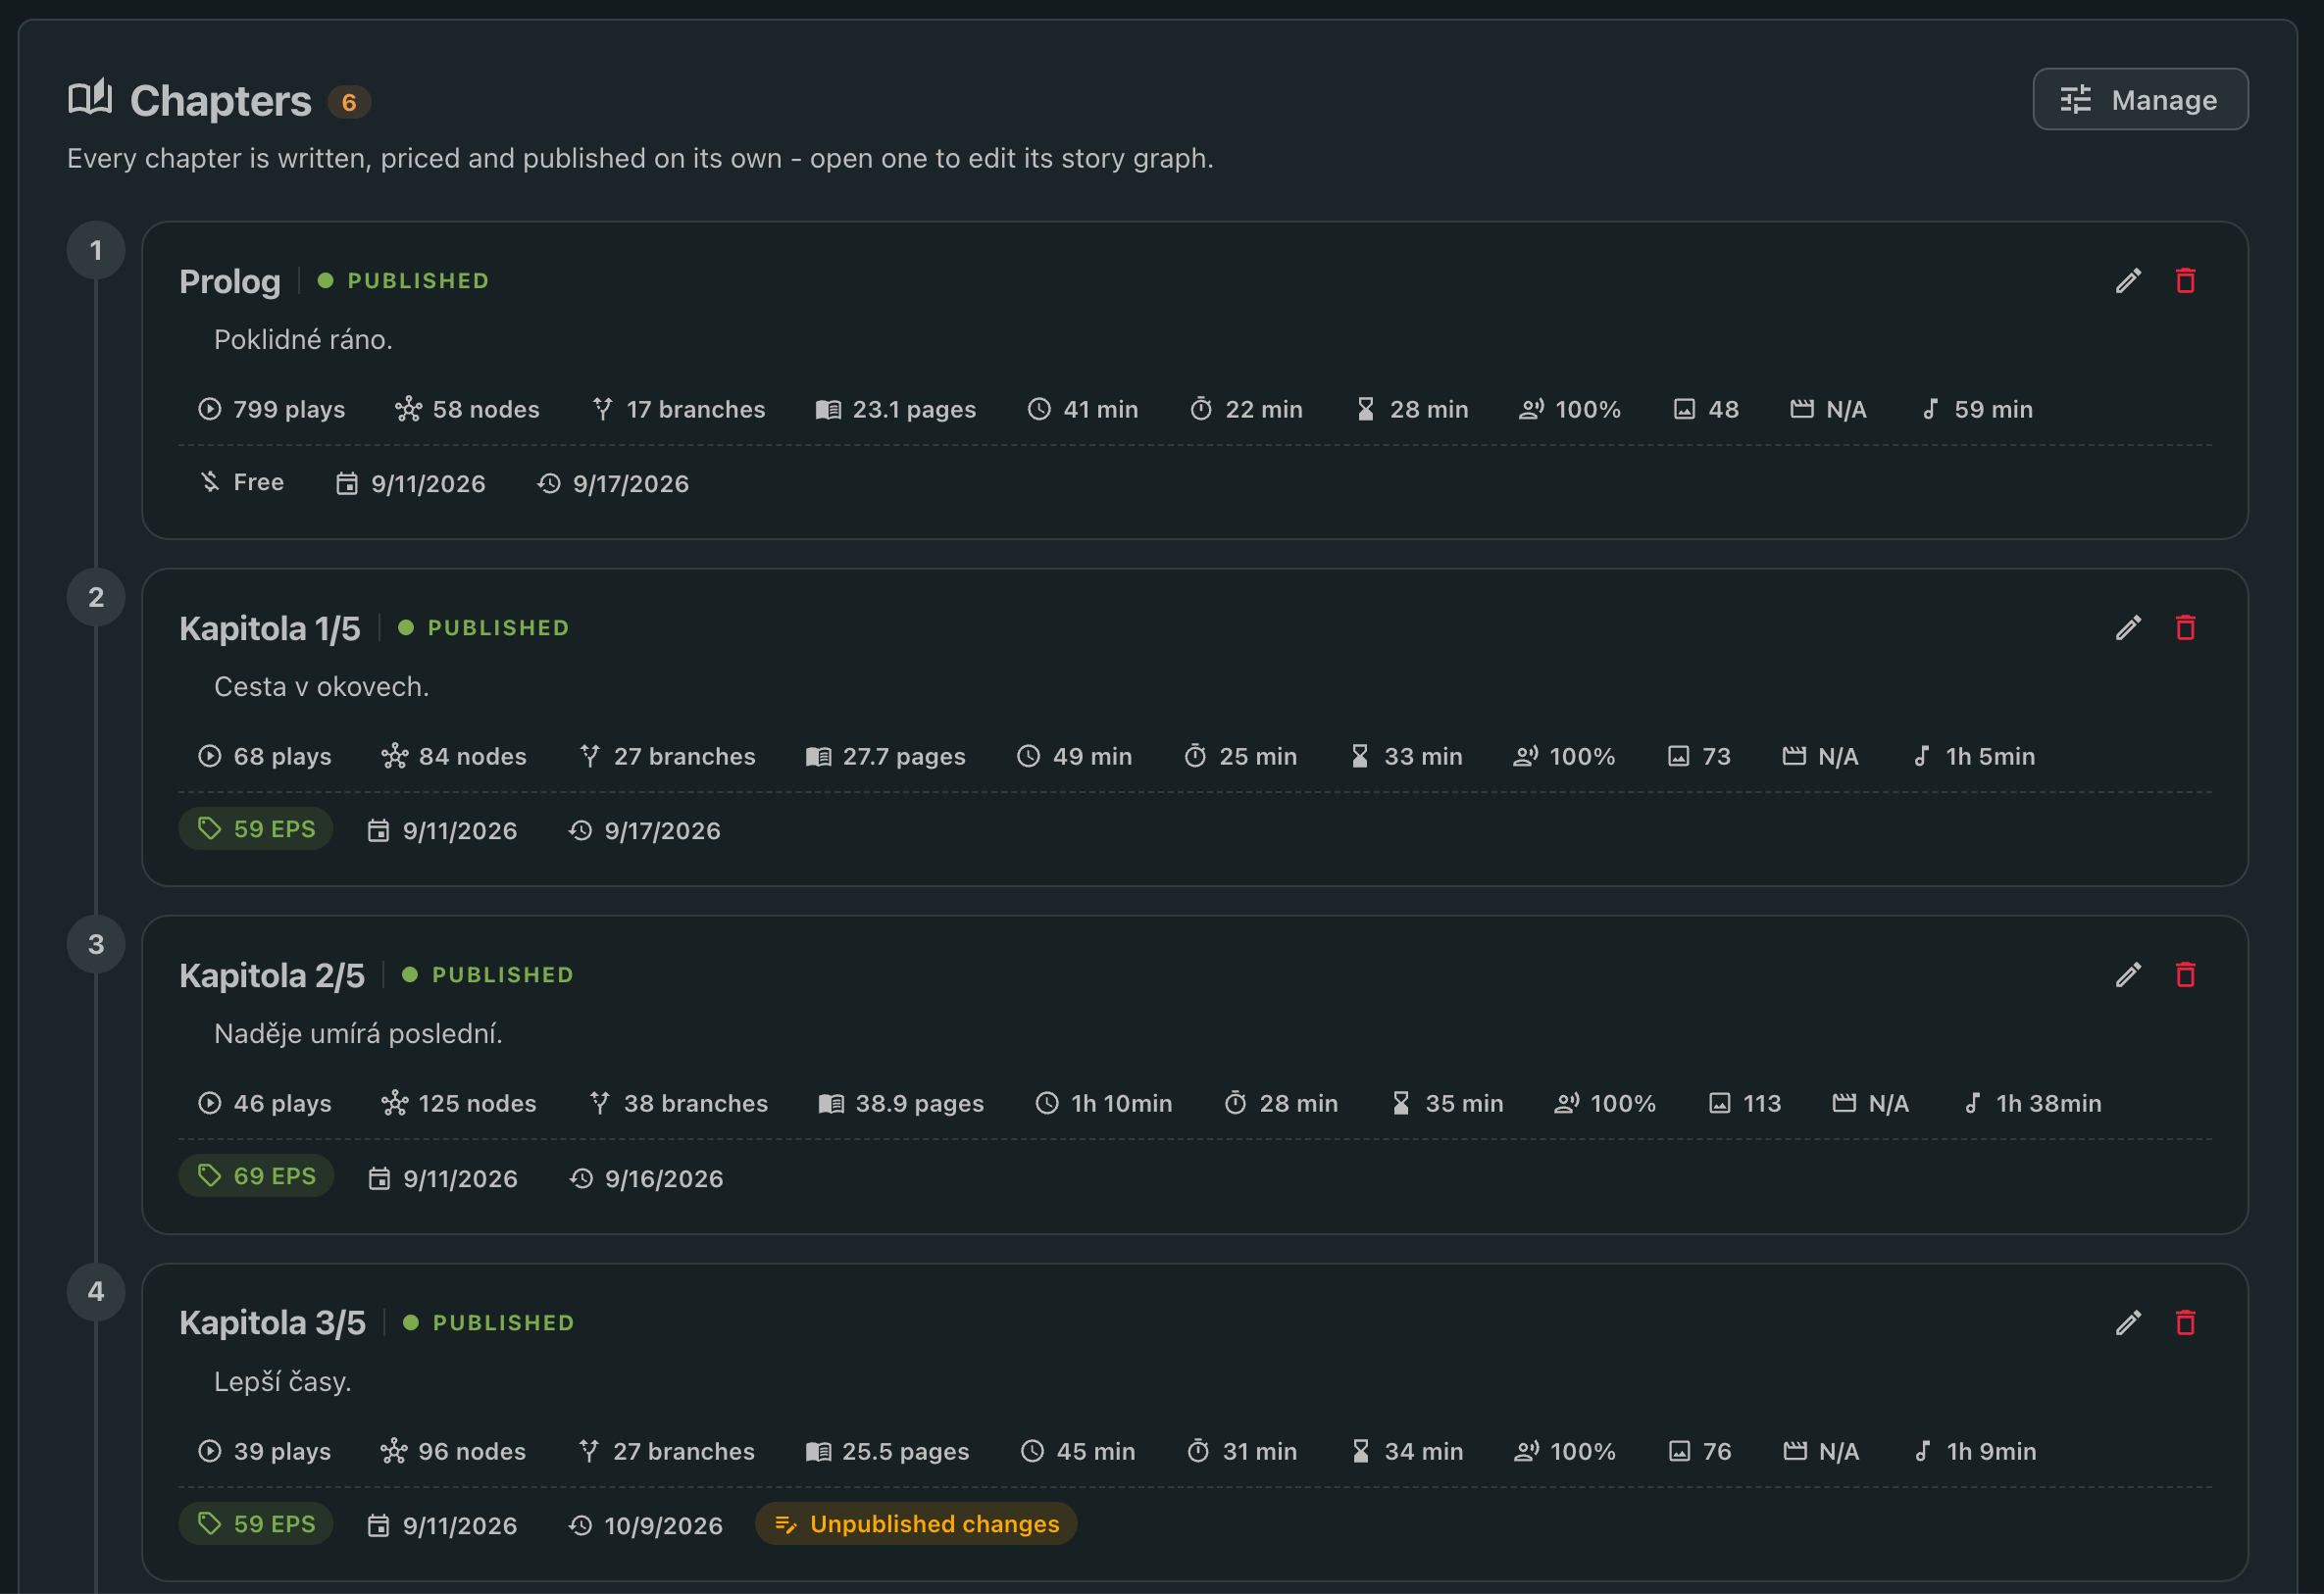 Chapters 6
Manage
Every chapter is written, priced and published on its own - open one to edit its story graph.
1
Prolog PUBLISHED
Poklidné ráno.
799 plays 58 nodes 17 branches 23.1 pages 41 min 22 min 28 min 100% 48 N/A 59 min
Free 9/11/2026 9/17/2026
2
Kapitola 1/5 PUBLISHED
Cesta v okovech.
68 plays 84 nodes 27 branches 27.7 pages 49 min 25 min 33 min 100% 73 N/A 1h 5min
59 EPS 9/11/2026 9/17/2026
3
Kapitola 2/5 PUBLISHED
Naděje umírá poslední.
46 plays 125 nodes 38 branches 38.9 pages 1h 10min 28 min 35 min 100% 113 N/A 1h 38min
69 EPS 9/11/2026 9/16/2026
4
Kapitola 3/5 PUBLISHED
Lepší časy.
39 plays 96 nodes 27 branches 25.5 pages 45 min 31 min 34 min 100% 76 N/A 1h 9min
59 EPS 9/11/2026 10/9/2026 Unpublished changes